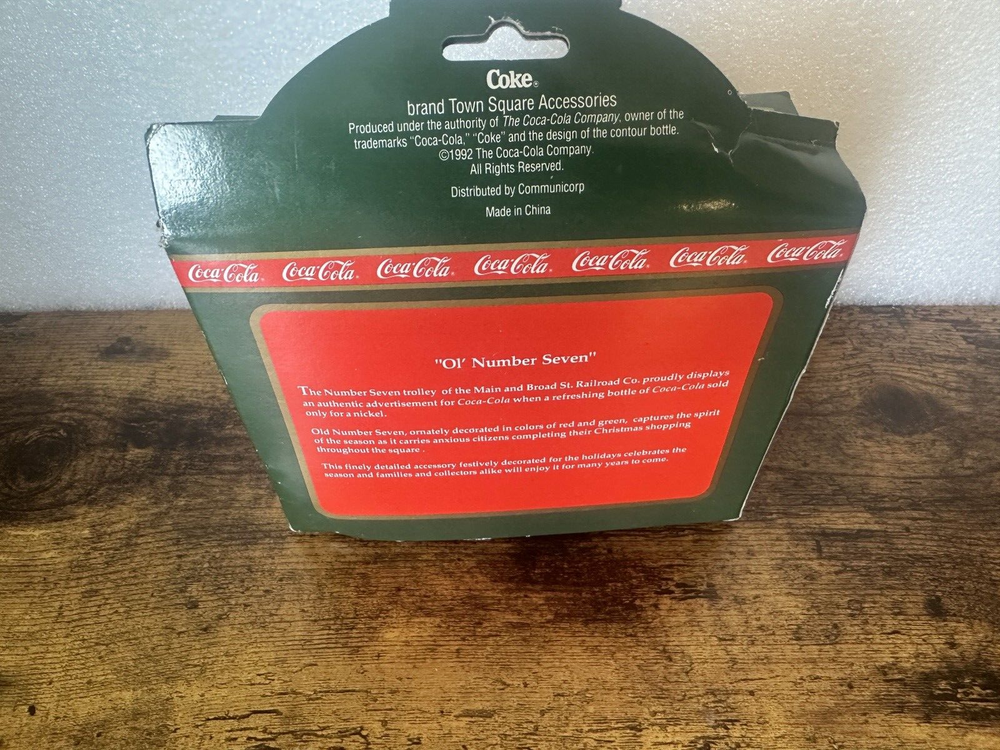 Coke®
brand Town Square Accessories
Produced under the authority of The Coca-Cola Company, owner of the
trademarks "Coca-Cola," "Coke" and the design of the contour bottle.
©1992 The Coca-Cola Company.
All Rights Reserved.
Distributed by Communicorp
Made in China
Coca-Cola® Coca-Cola® Coca-Cola® Coca-Cola® Coca-Cola® Coca-Cola® Coca-Cola®
"Ol' Number Seven"
The Number Seven trolley of the Main and Broad St. Railroad Co. proudly displays
an authentic advertisement for Coca-Cola when a refreshing bottle of Coca-Cola sold
only for a nickel.
Old Number Seven, ornately decorated in colors of red and green, captures the spirit
of the season as it carries anxious citizens completing their Christmas shopping
throughout the square.
This finely detailed accessory festively decorated for the holidays celebrates the
season and families and collectors alike will enjoy it for many years to come.